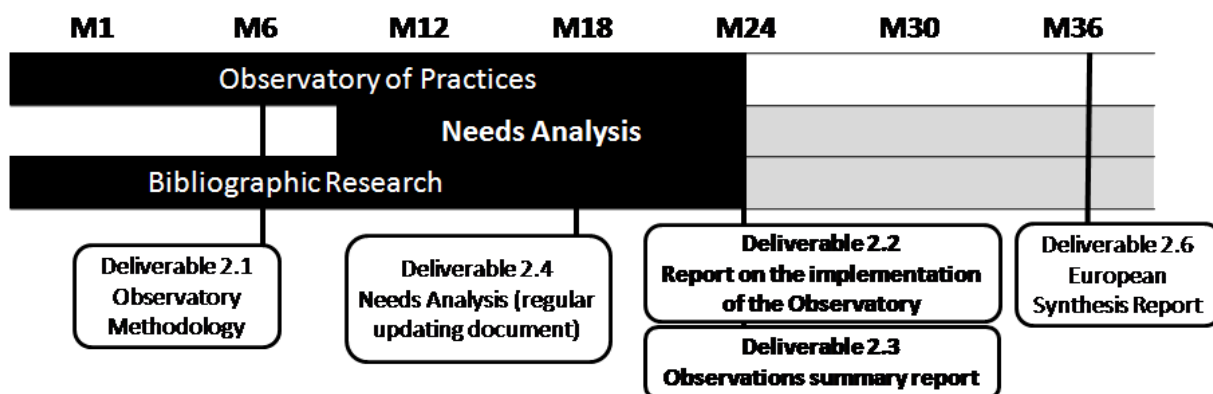 M1 M6 M12 M18 M24 M30 M36
Observatory of Practices
Needs Analysis
Bibliographic Research
Deliverable 2.1
Observatory
Methodology
Deliverable 2.4
Needs Analysis (regular
updating document)
Deliverable 2.2
Report on the implementation
of the Observatory
Deliverable 2.3
Observations summary report
Deliverable 2.6
European
Synthesis Report